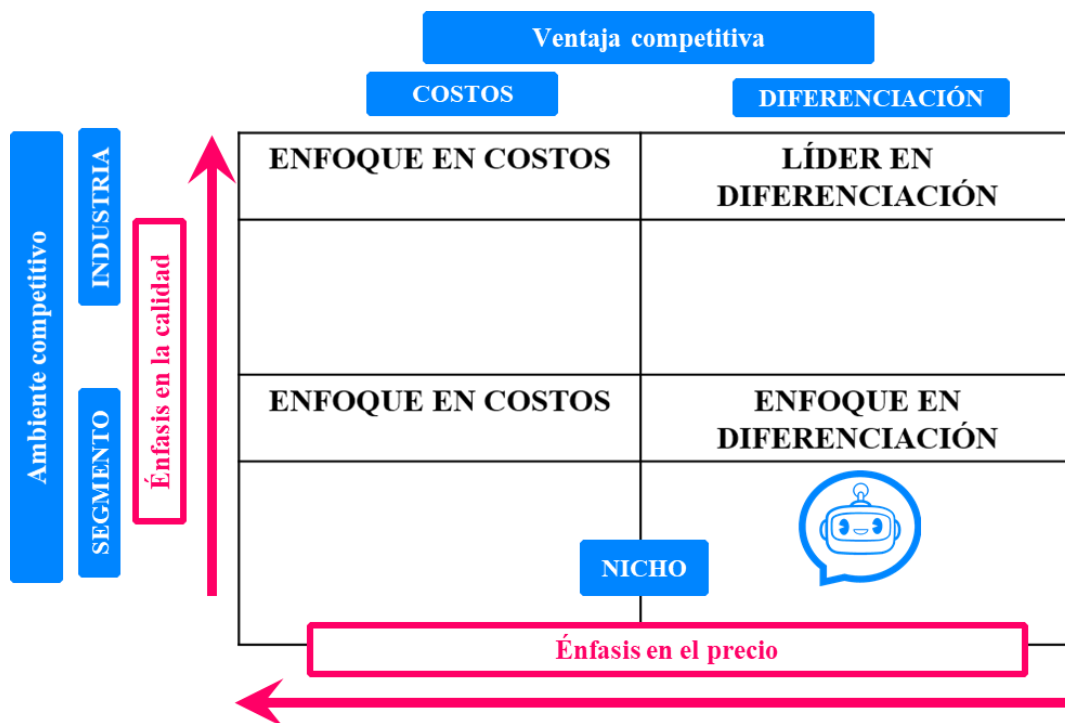 Ventaja competitiva
COSTOS
DIFERENCIACIÓN
Ambiente competitivo
INDUSTRIA
SEGMENTO
Énfasis en la calidad
ENFOQUE EN COSTOS
LÍDER EN
DIFERENCIACIÓN
ENFOQUE EN COSTOS
ENFOQUE EN
DIFERENCIACIÓN
NICHO
Énfasis en el precio